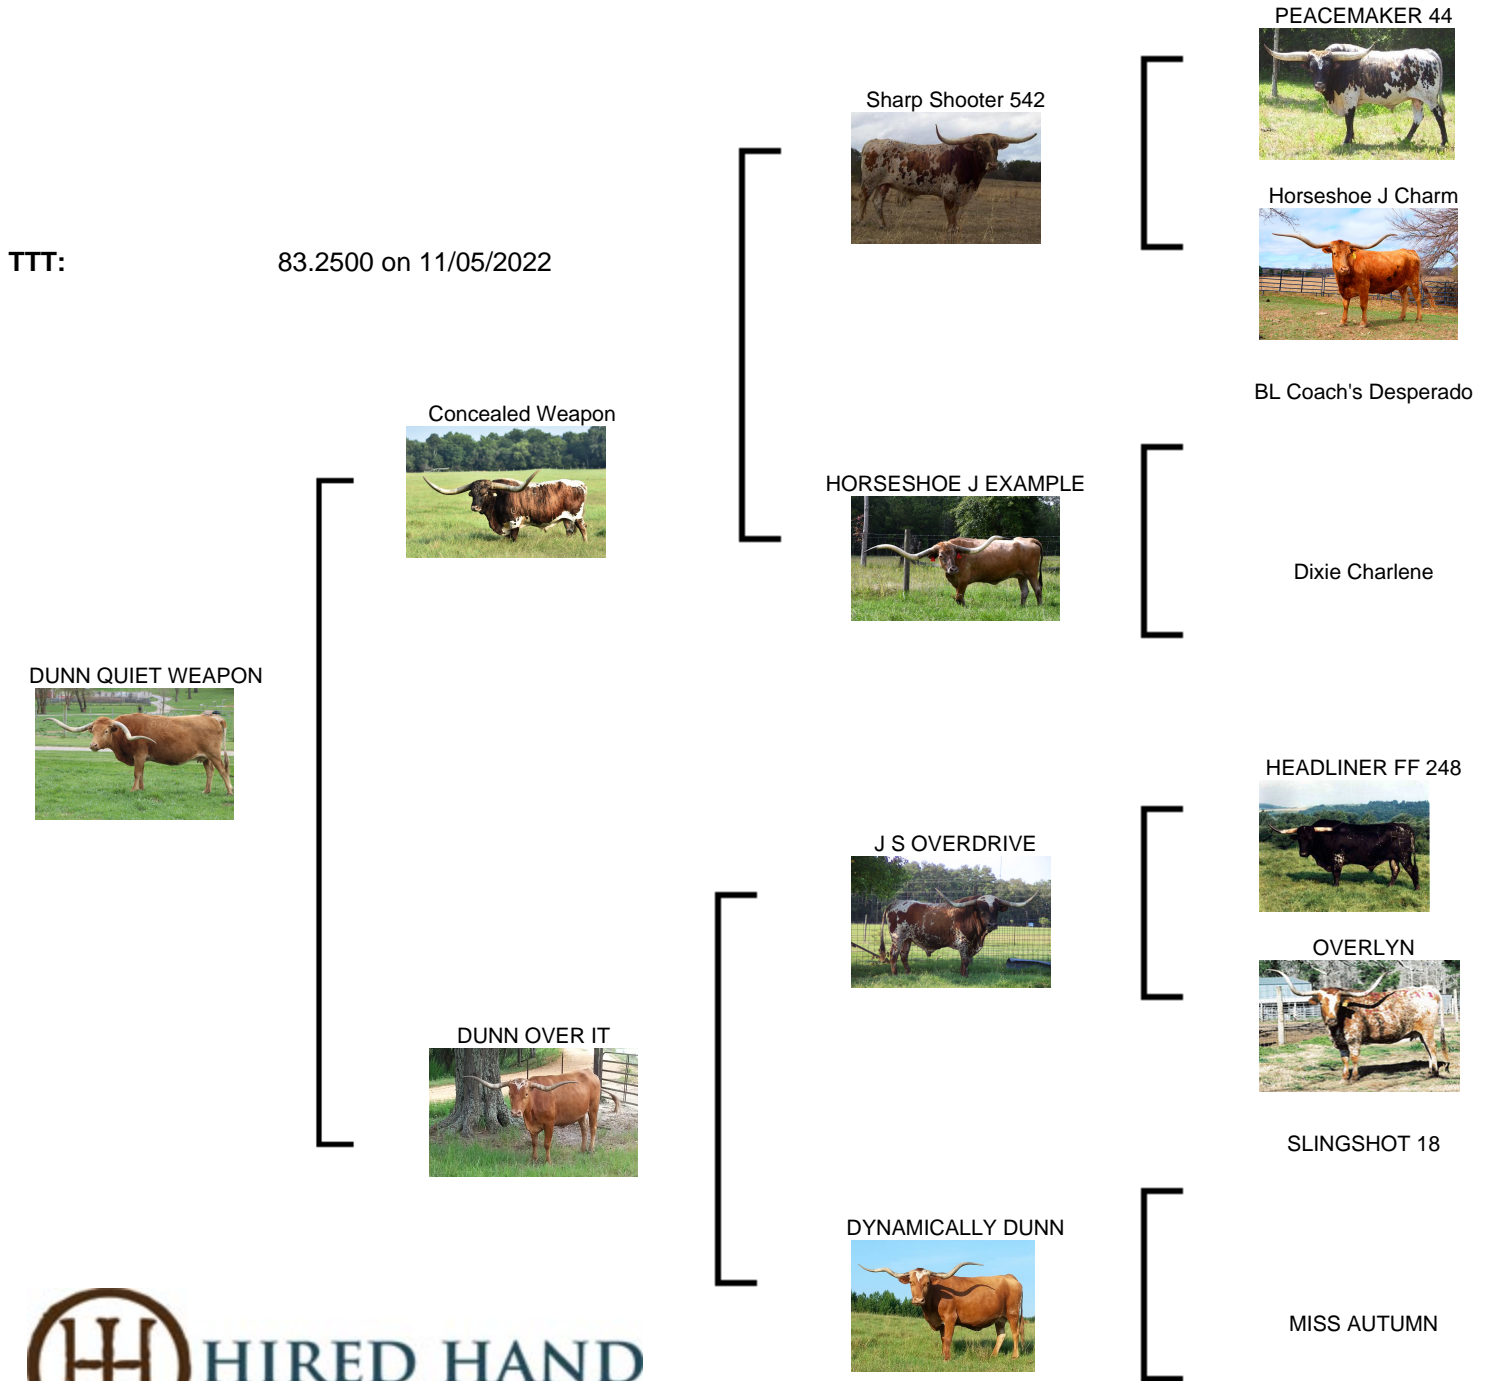 PEACEMAKER 44
Sharp Shooter 542
Horseshoe J Charm
TTT: 83.2500 on 11/05/2022
BL Coach's Desperado
Concealed Weapon
HORSESHOE J EXAMPLE
Dixie Charlene
DUNN QUIET WEAPON
HEADLINER FF 248
J S OVERDRIVE
OVERLYN
DUNN OVER IT
SLINGSHOT 18
DYNAMICALLY DUNN
MISS AUTUMN
HIRED HAND